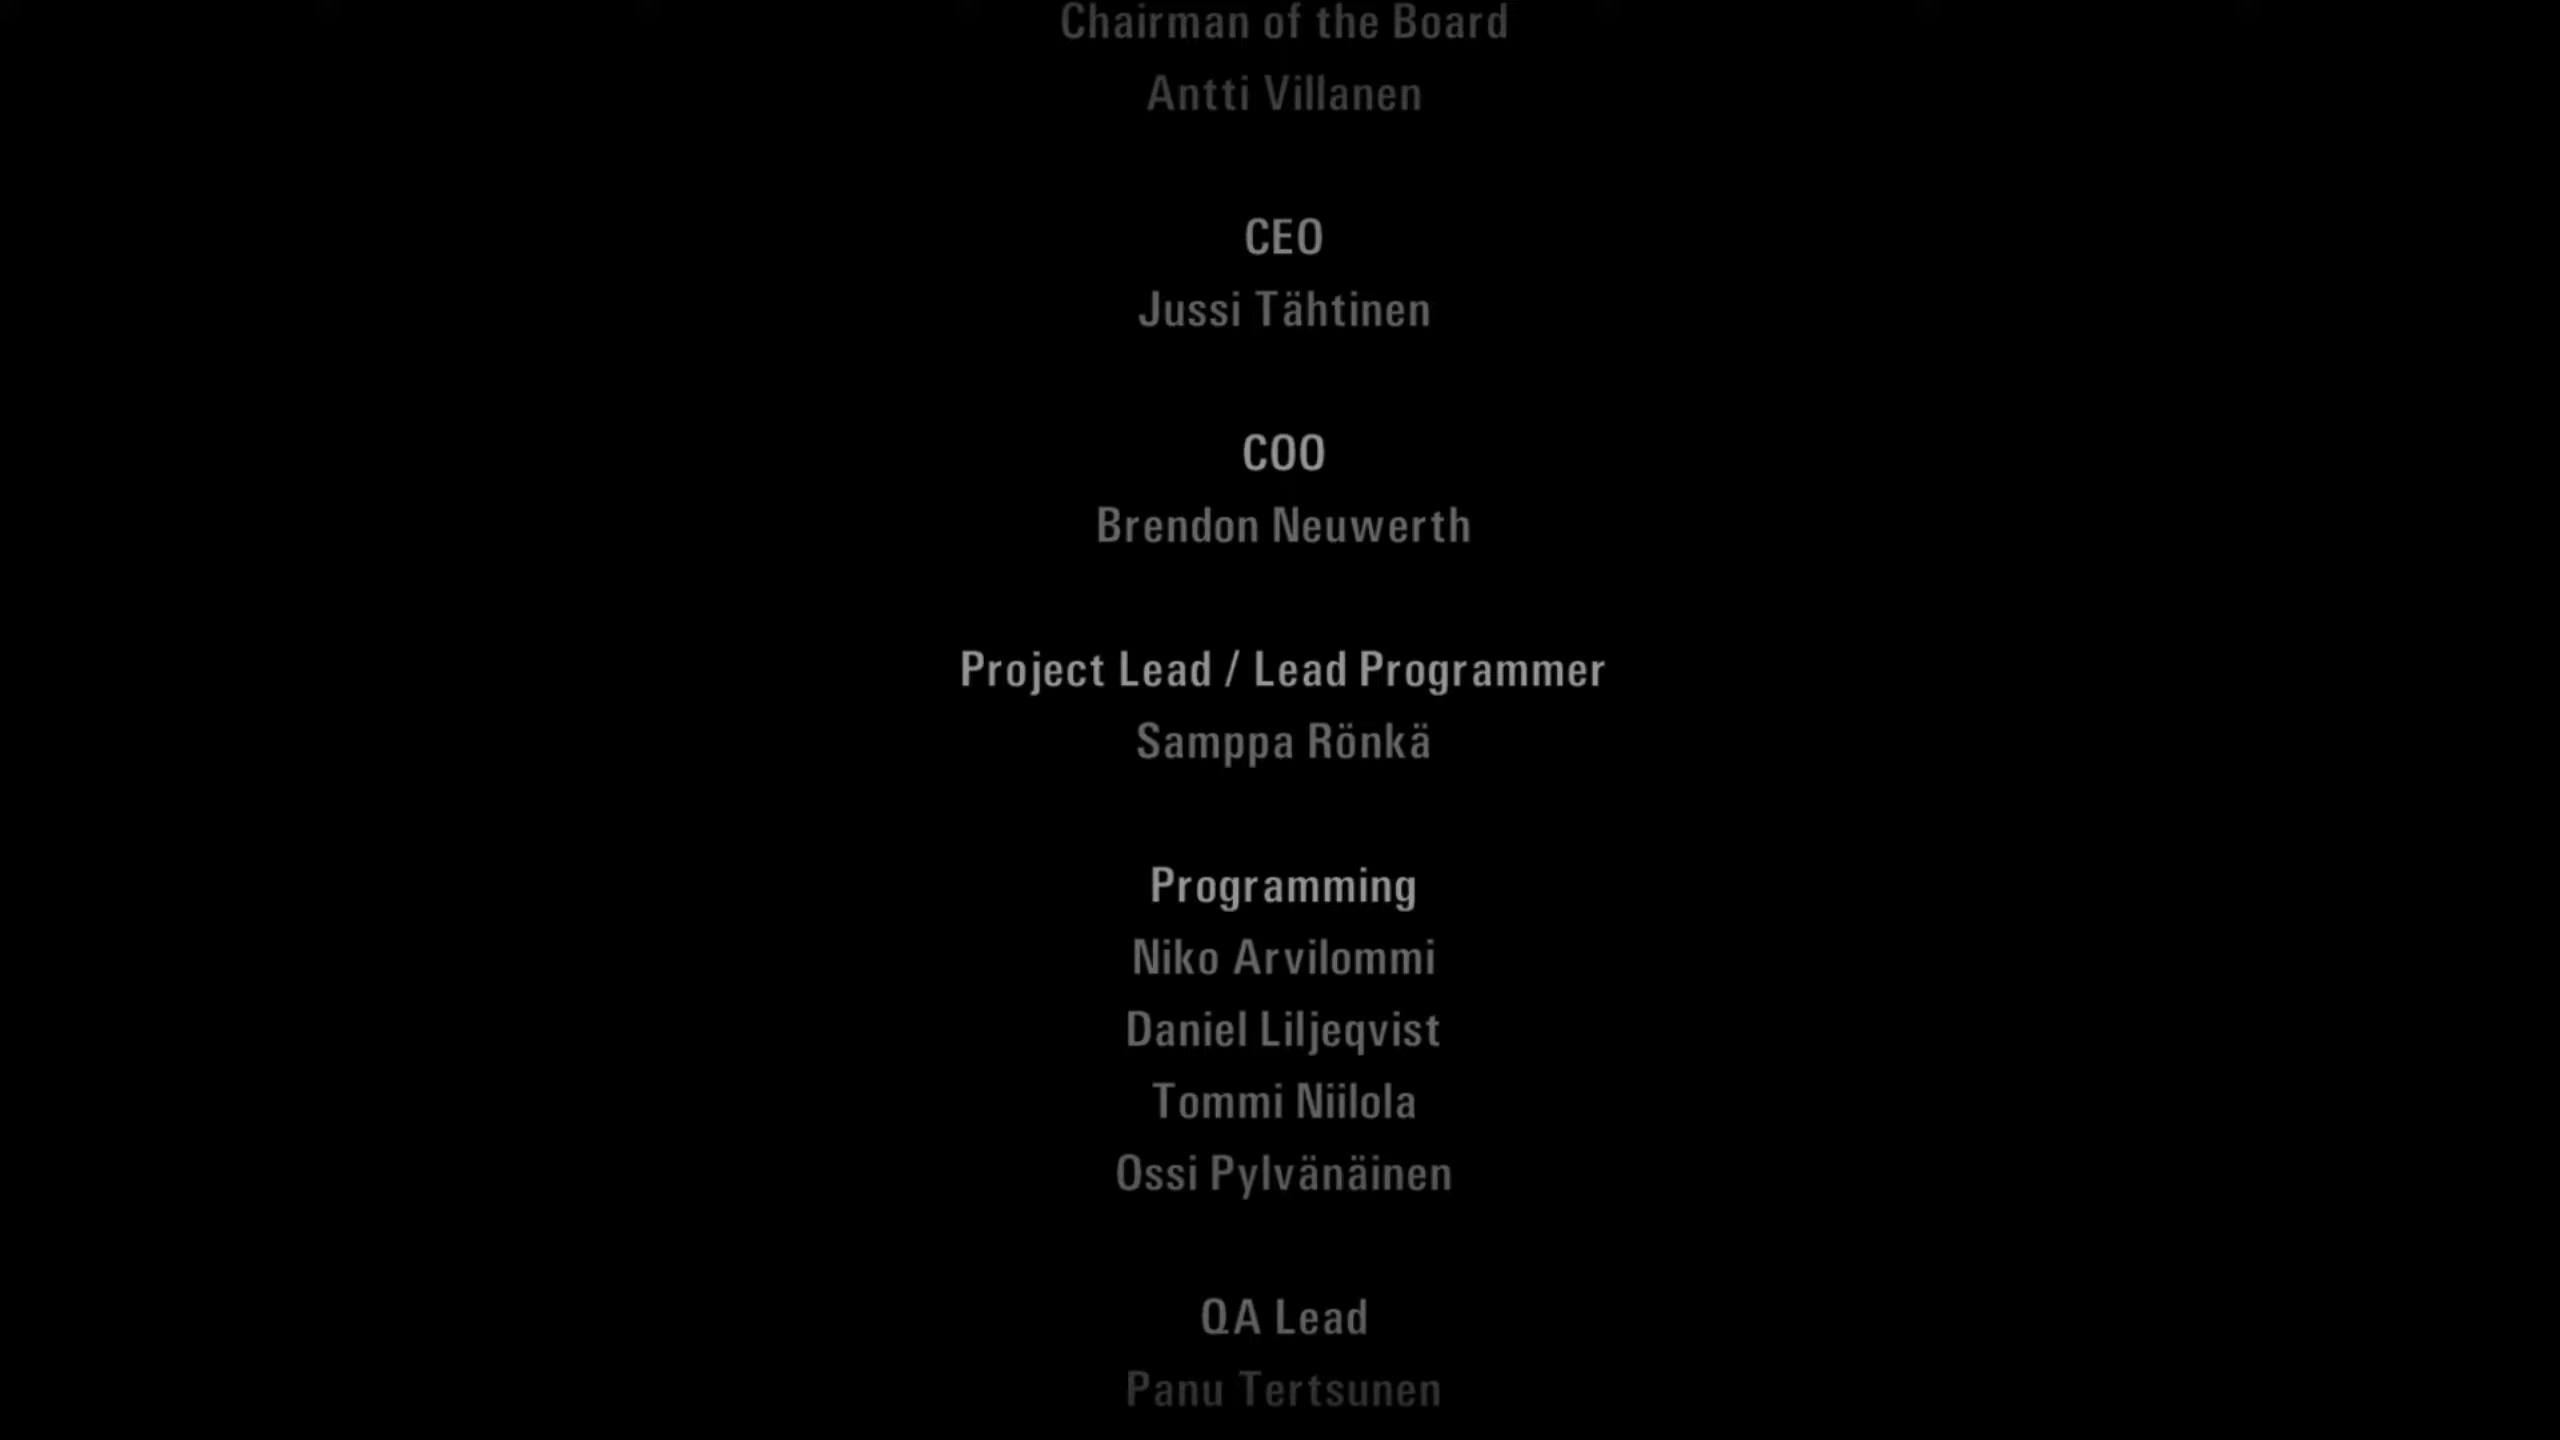 Chairman of the Board
Antti Villanen
CEO
Jussi Tähtinen
COO
Brendon Neuwerth
Project Lead / Lead Programmer
Samppa Rönkä
Programming
Niko Arvilommi
Daniel Liljeqvist
Tommi Niilola
Ossi Pylvänäinen
QA Lead
Panu Tertsunen